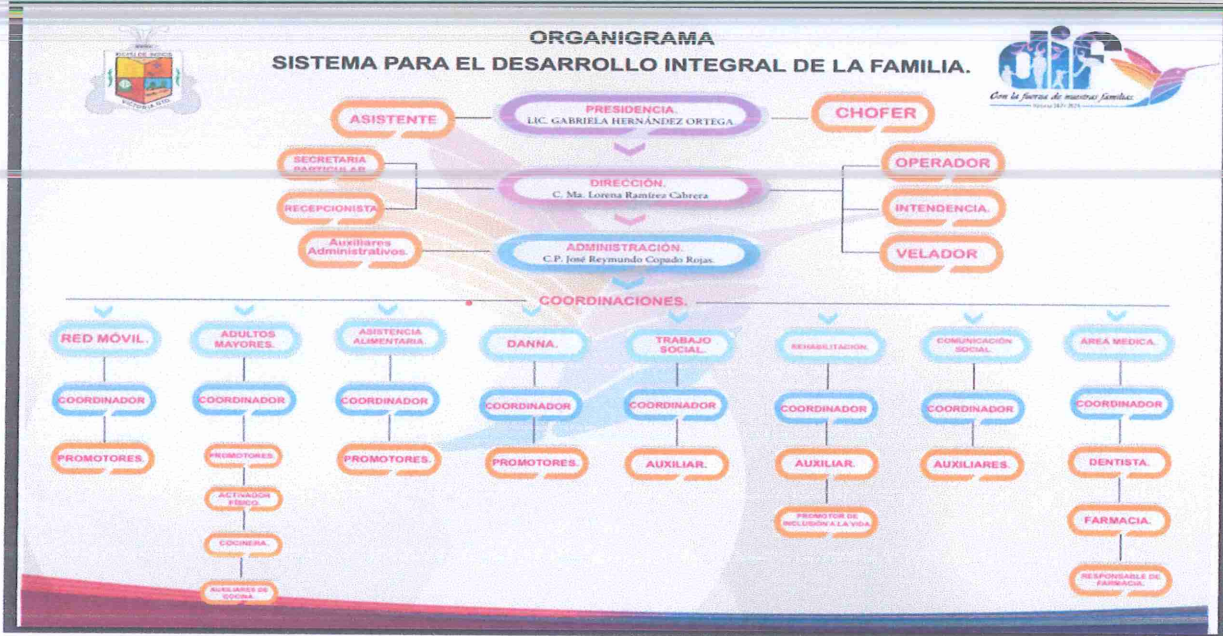 ORGANIGRAMA
SISTEMA PARA EL DESARROLLO INTEGRAL DE LA FAMILIA.
VICTORIA GTO.
dif
Con la fuerza de nuestras familias
ASISTENTE
PRESIDENCIA.
LIC. GABRIELA HERNÁNDEZ ORTEGA
CHOFER
SECRETARIA
PARTICULAR
RECEPCIONISTA
DIRECCIÓN.
C. Ma. Lorena Ramírez Cabrera
OPERADOR
INTENDENCIA.
VELADOR
Auxiliares
Administrativos.
ADMINISTRACIÓN.
C.P. José Reymundo Copado Rojas.
COORDINACIONES.
RED MÓVIL.
COORDINADOR
PROMOTORES.
ADULTOS
MAYORES.
COORDINADOR
PROMOTORES.
ACTIVADOR
FÍSICO.
COCINERA.
AUXILIARES DE
COCINA.
ASISTENCIA
ALIMENTARIA.
COORDINADOR
PROMOTORES.
DANNA.
COORDINADOR
PROMOTORES.
TRABAJO
SOCIAL.
COORDINADOR
AUXILIAR.
REHABILITACIÓN.
COORDINADOR
AUXILIAR.
PROMOTOR DE
INCLUSIÓN A LA VIDA.
COMUNICACIÓN
SOCIAL.
COORDINADOR
AUXILIARES.
ÁREA MEDICA.
COORDINADOR
DENTISTA.
FARMACIA.
RESPONSABLE DE
FARMACIA.